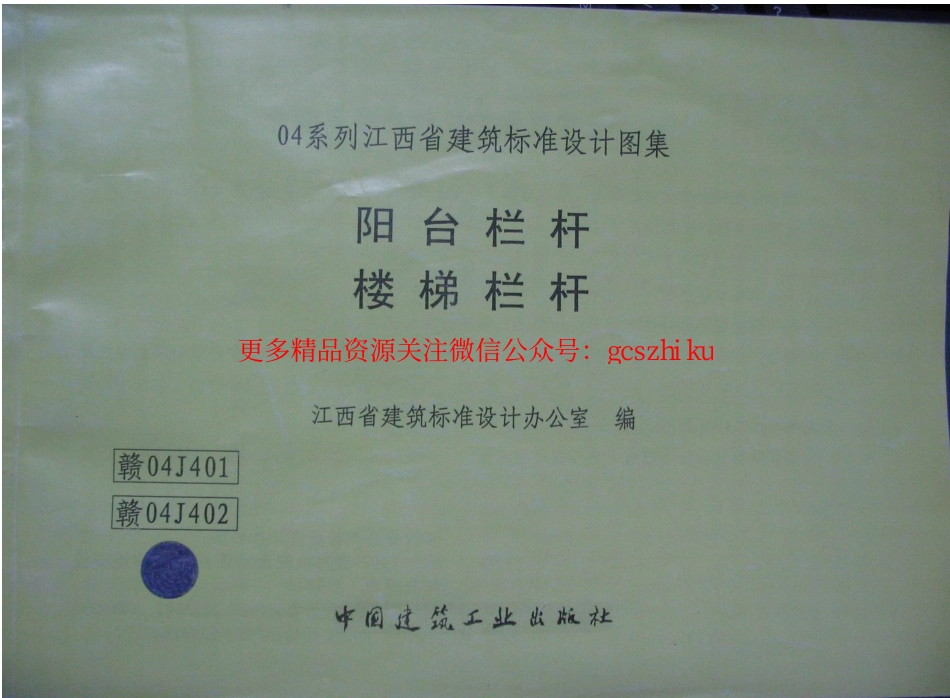 04系列江西省建筑标准设计图集
阳台栏杆
楼梯栏杆
更多精品资源关注微信公众号：gcszhiku
江西省建筑标准设计办公室 编
赣04J401
赣04J402
中国建筑工业出版社